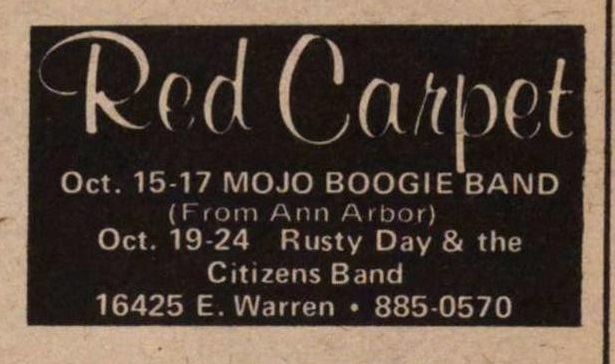 Red Carpet
Oct. 15-17 MOJO BOOGIE BAND
(From Ann Arbor)
Oct. 19-24 Rusty Day & the
Citizens Band
16425 E. Warren • 885-0570